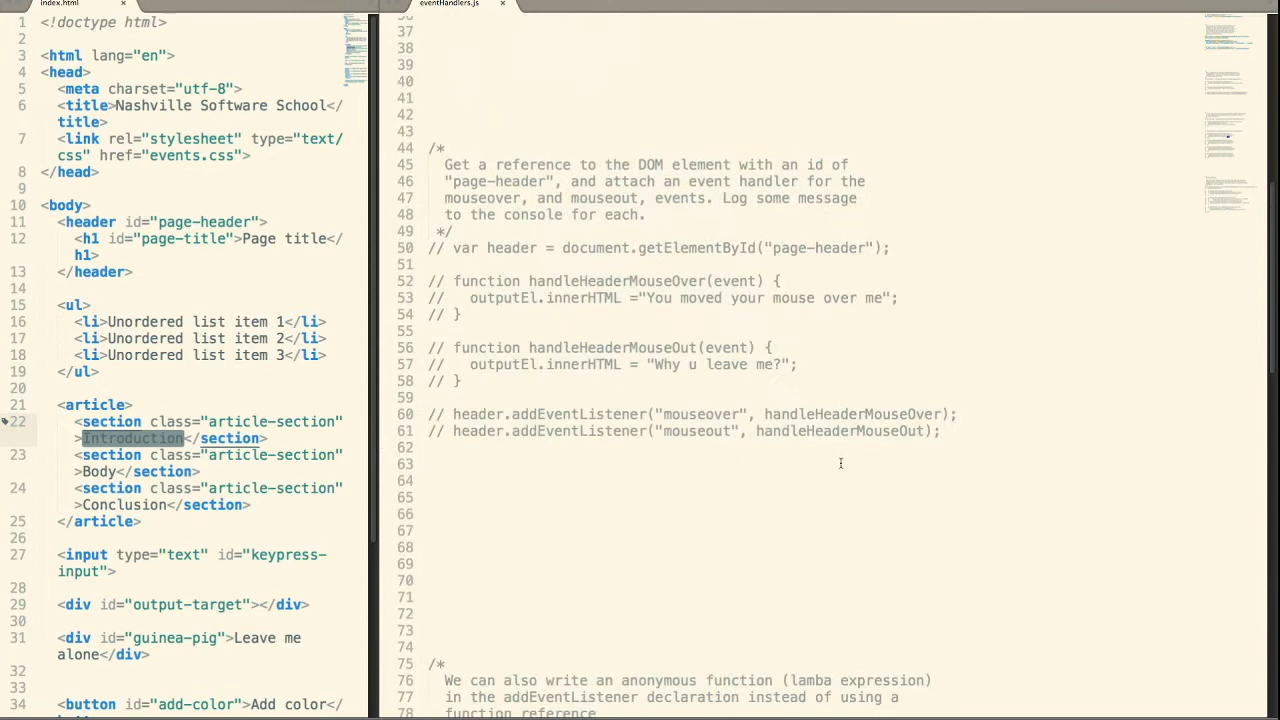 index.html
1 <!doctype html>
2
3 <html lang="en">
4 <head>
5 <meta charset="utf-8">
6 <title>Nashville Software School</
title>
7 <link rel="stylesheet" type="text/
css" href="events.css">
8 </head>
9
10 <body>
11 <header id="page-header">
12 <h1 id="page-title">Page title</
h1>
13 </header>
14
15 <ul>
16 <li>Unordered list item 1</li>
17 <li>Unordered list item 2</li>
18 <li>Unordered list item 3</li>
19 </ul>
20
21 <article>
22 <section class="article-section"
>Introduction</section>
23 <section class="article-section"
>Body</section>
24 <section class="article-section"
>Conclusion</section>
25 </article>
26
27 <input type="text" id="keypress-
input">
28
29 <div id="output-target"></div>
30
31 <div id="guinea-pig">Leave me
alone</div>
32
33
34 <button id="add-color">Add color</
eventHandlers.js
36
37
38
39
40
41
42
43
44 /*
45 Get a reference to the DOM element with an id of
46 "page-header", and attach an event handler for the
47 mouseover, and mouseout, events. Log some message
48 to the console for each.
49 */
50 // var header = document.getElementById("page-header");
51
52 // function handleHeaderMouseOver(event) {
53 // outputEl.innerHTML ="You moved your mouse over me";
54 // }
55
56 // function handleHeaderMouseOut(event) {
57 // outputEl.innerHTML = "Why u leave me?";
58 // }
59
60 // header.addEventListener("mouseover", handleHeaderMouseOver);
61 // header.addEventListener("mouseout", handleHeaderMouseOut);
62
63
64
65
66
67
68
69
70
71
72
73
74
75 /*
76 We can also write an anonymous function (lamba expression)
77 in the addEventListener declaration instead of using a
78 function reference